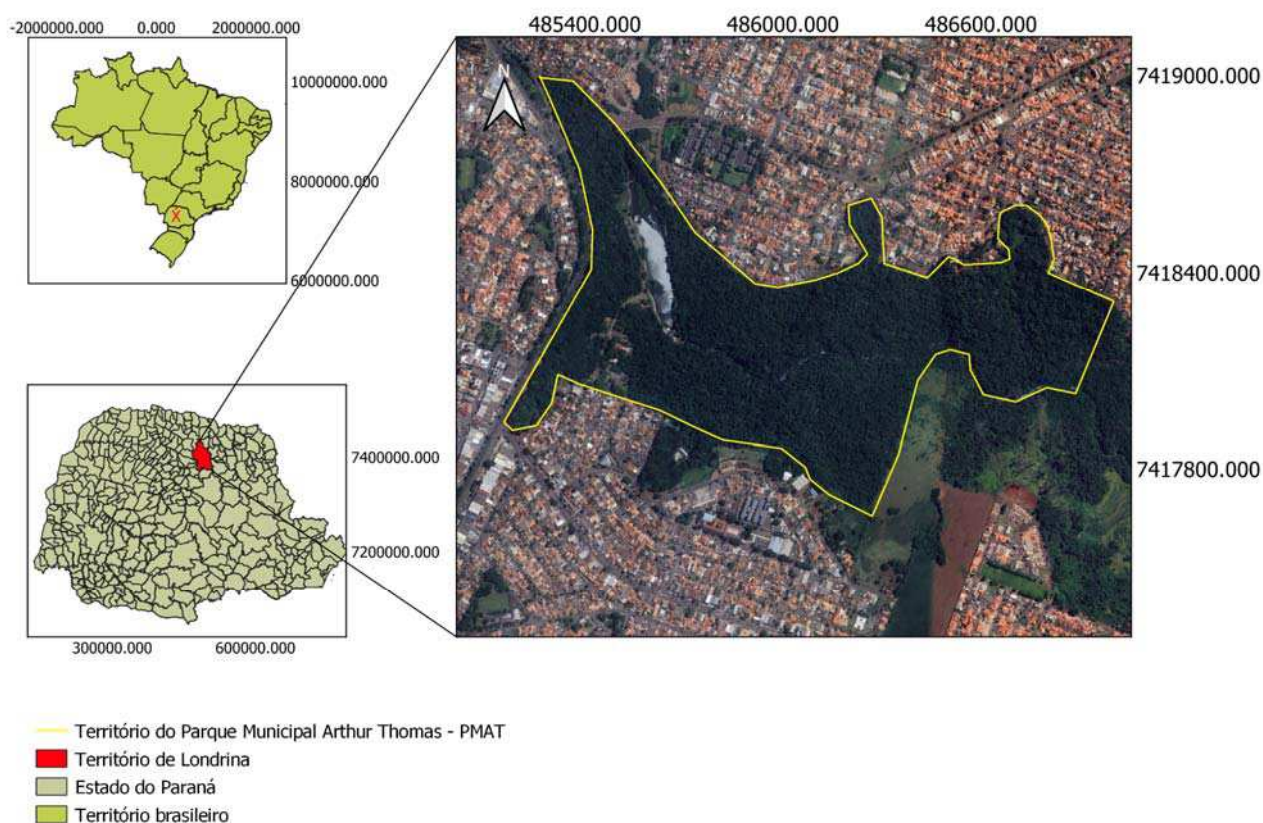 -2000000.000 0.000 2000000.000
10000000.000
8000000.000
6000000.000
485400.000 486000.000 486600.000
N
7419000.000
7418400.000
7417800.000
X
7400000.000
7200000.000
300000.000 600000.000
Território do Parque Municipal Arthur Thomas - PMAT
Território de Londrina
Estado do Paraná
Território brasileiro